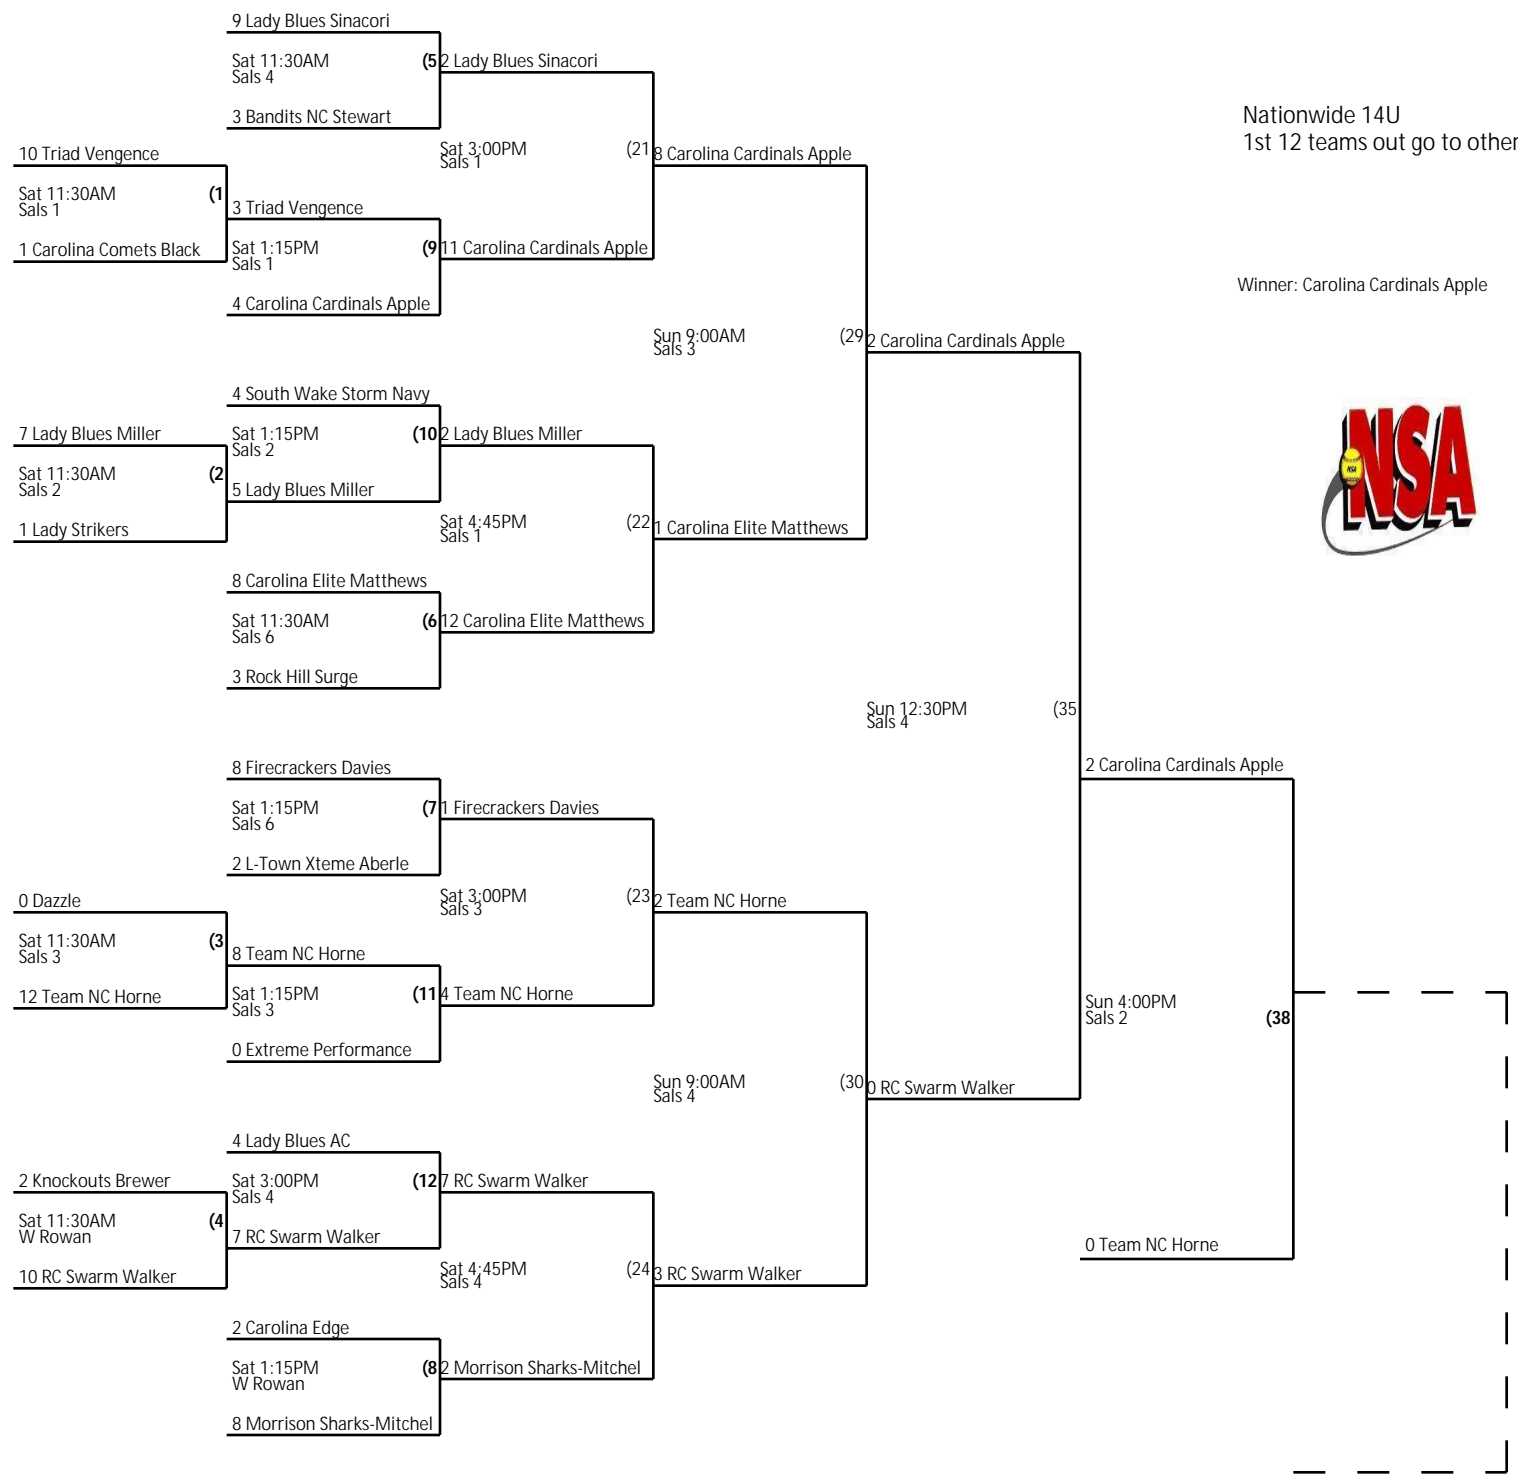 9 Lady Blues Sinacori
Sat 11:30AM
Sals 4
(5
2 Lady Blues Sinacori
3 Bandits NC Stewart
Nationwide 14U
1st 12 teams out go to other
10 Triad Vengence
Sat 11:30AM
Sals 1
(1
1 Carolina Comets Black
Sat 3:00PM
Sals 1
(21
8 Carolina Cardinals Apple
3 Triad Vengence
Sat 1:15PM
Sals 1
(9
11 Carolina Cardinals Apple
4 Carolina Cardinals Apple
Winner: Carolina Cardinals Apple
Sun 9:00AM
Sals 3
(29
2 Carolina Cardinals Apple
4 South Wake Storm Navy
7 Lady Blues Miller
Sat 1:15PM
Sals 2
(10
2 Lady Blues Miller
Sat 11:30AM
Sals 2
(2
5 Lady Blues Miller
1 Lady Strikers
NSA
NSA
Sat 4:45PM
Sals 1
(22
1 Carolina Elite Matthews
8 Carolina Elite Matthews
Sat 11:30AM
Sals 6
(6
12 Carolina Elite Matthews
3 Rock Hill Surge
Sun 12:30PM
Sals 4
(35
2 Carolina Cardinals Apple
8 Firecrackers Davies
Sat 1:15PM
Sals 6
(7
1 Firecrackers Davies
2 L-Town Xteme Aberle
0 Dazzle
Sat 11:30AM
Sals 3
(3
12 Team NC Horne
Sat 3:00PM
Sals 3
(23
2 Team NC Horne
8 Team NC Horne
Sat 1:15PM
Sals 3
(11
4 Team NC Horne
0 Extreme Performance
Sun 4:00PM
Sals 2
(38
Sun 9:00AM
Sals 4
(30
0 RC Swarm Walker
4 Lady Blues AC
2 Knockouts Brewer
Sat 3:00PM
Sals 4
(12
7 RC Swarm Walker
Sat 11:30AM
W Rowan
(4
7 RC Swarm Walker
10 RC Swarm Walker
Sat 4:45PM
Sals 4
(24
3 RC Swarm Walker
0 Team NC Horne
2 Carolina Edge
Sat 1:15PM
W Rowan
(8
2 Morrison Sharks-Mitchel
8 Morrison Sharks-Mitchel